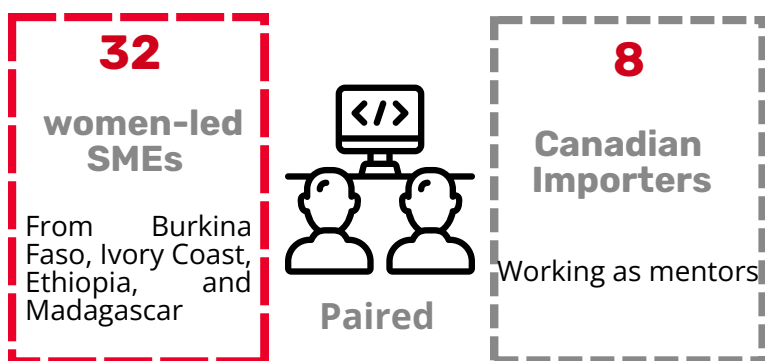 32
women-led
SMEs
From Burkina
Faso, Ivory Coast,
Ethiopia, and
Madagascar
</>
Paired
8
Canadian
Importers
Working as mentors